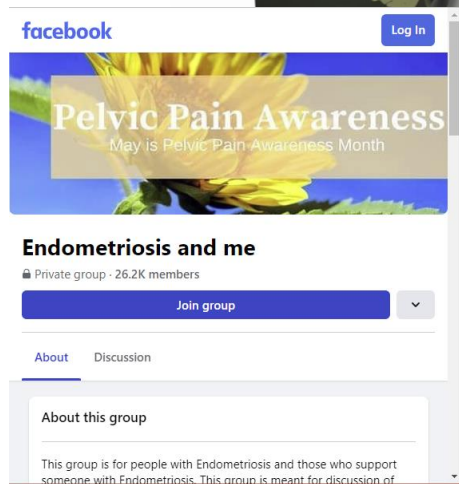 facebook
Log In
Pelvic Pain Awareness
May is Pelvic Pain Awareness Month
Endometriosis and me
Private group · 26.2K members
Join group
About Discussion
About this group
This group is for people with Endometriosis and those who support
someone with Endometriosis. This group is meant for discussion of